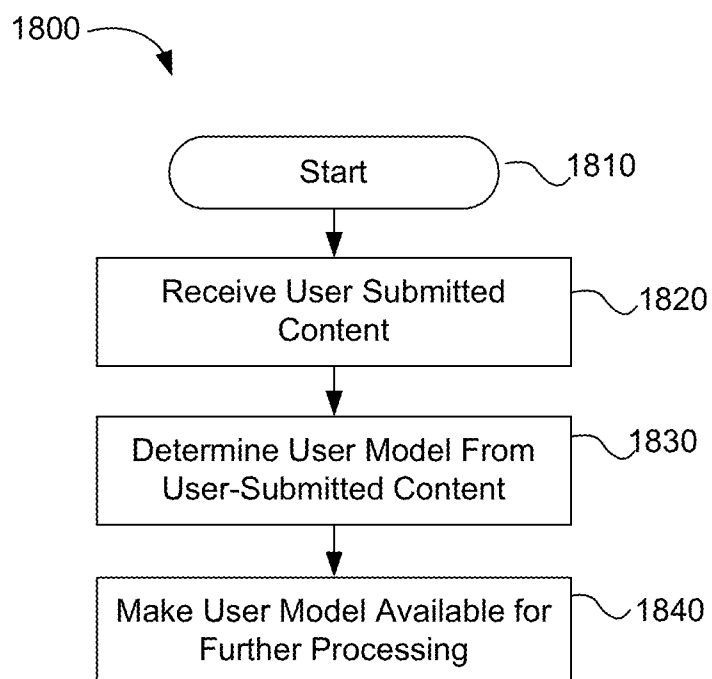 1800
Start
1810
Receive User Submitted
Content
1820
Determine User Model From
User-Submitted Content
1830
Make User Model Available for
Further Processing
1840